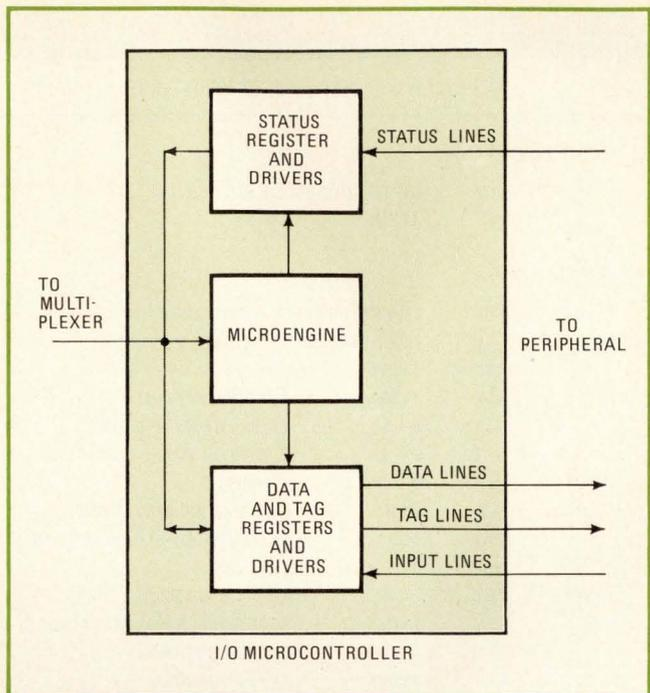 STATUS
REGISTER
AND
DRIVERS
STATUS LINES
TO
MULTI-
PLEXER
MICROENGINE
TO
PERIPHERAL
DATA
AND TAG
REGISTERS
AND
DRIVERS
DATA LINES
TAG LINES
INPUT LINES
I/O MICROCONTROLLER